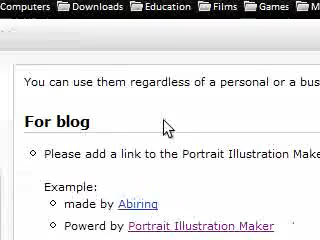 Computers Downloads Education Films Games
You can use them regardless of a personal or a bus
For blog
Please add a link to the Portrait Illustration Make
Example:
made by Abiring
Powerd by Portrait Illustration Maker